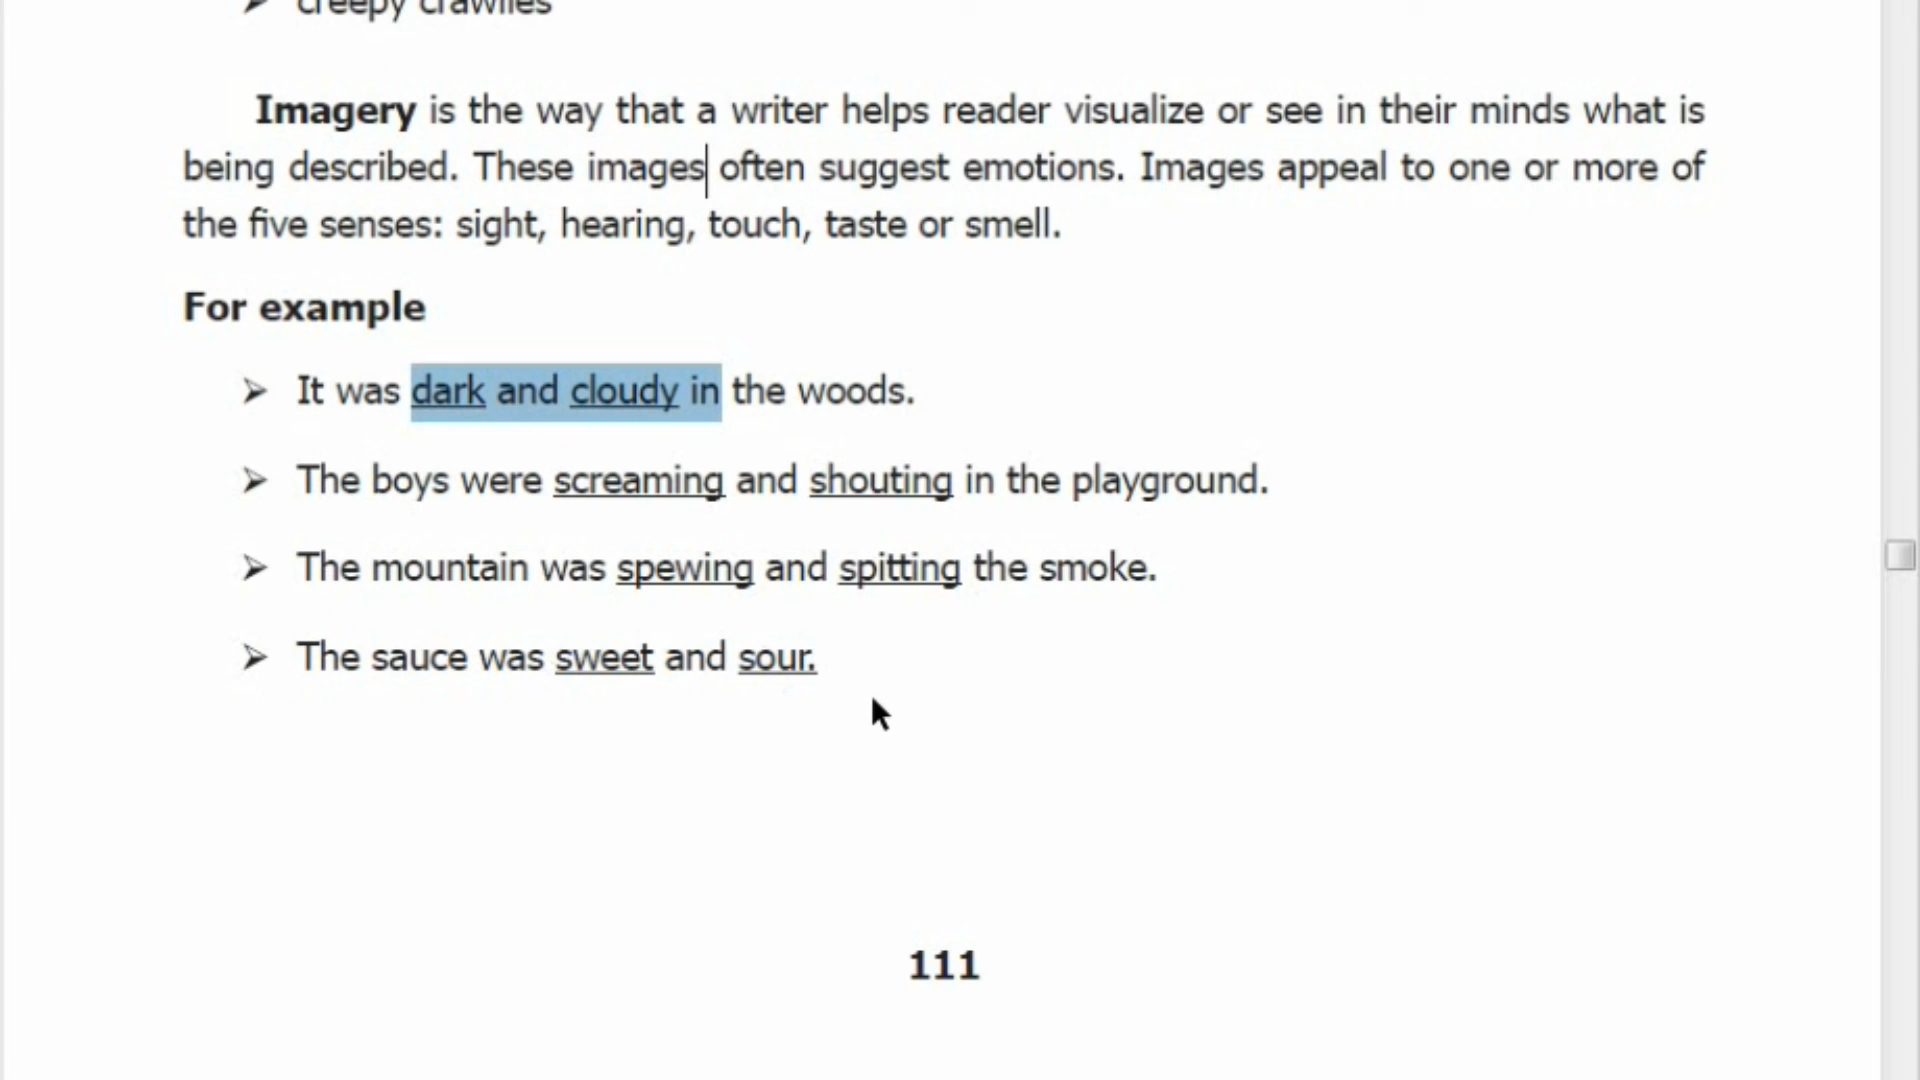 ➢ creepy crawlies
Imagery is the way that a writer helps reader visualize or see in their minds what is
being described. These images often suggest emotions. Images appeal to one or more of
the five senses: sight, hearing, touch, taste or smell.
For example
➢ It was dark and cloudy in the woods.
➢ The boys were screaming and shouting in the playground.
➢ The mountain was spewing and spitting the smoke.
➢ The sauce was sweet and sour.
111